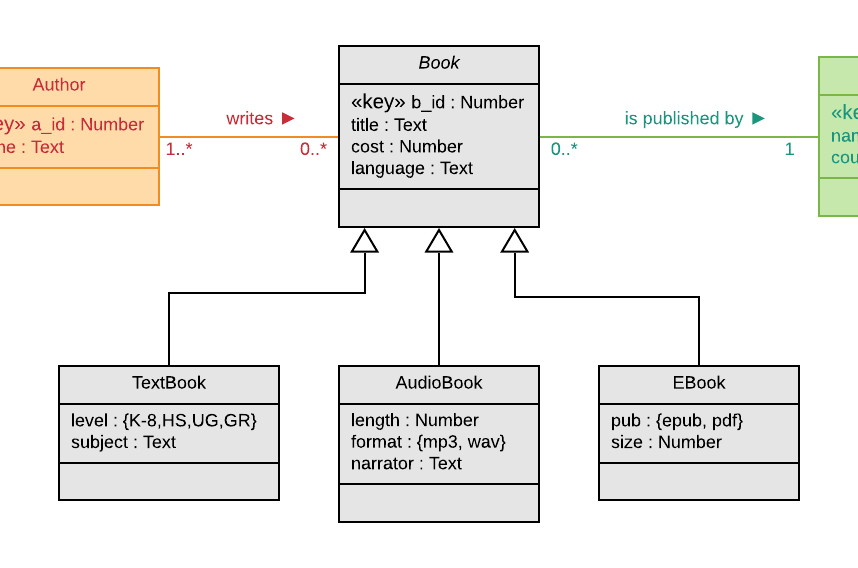 Author
a_id : Number
: Text
writes ►
1..*
0..*
Book
«key» b_id : Number
title : Text
cost : Number
language : Text
is published by ►
0..*
1
TextBook
level : {K-8,HS,UG,GR}
subject : Text
AudioBook
length : Number
format : {mp3, wav}
narrator : Text
EBook
pub : {epub, pdf}
size : Number